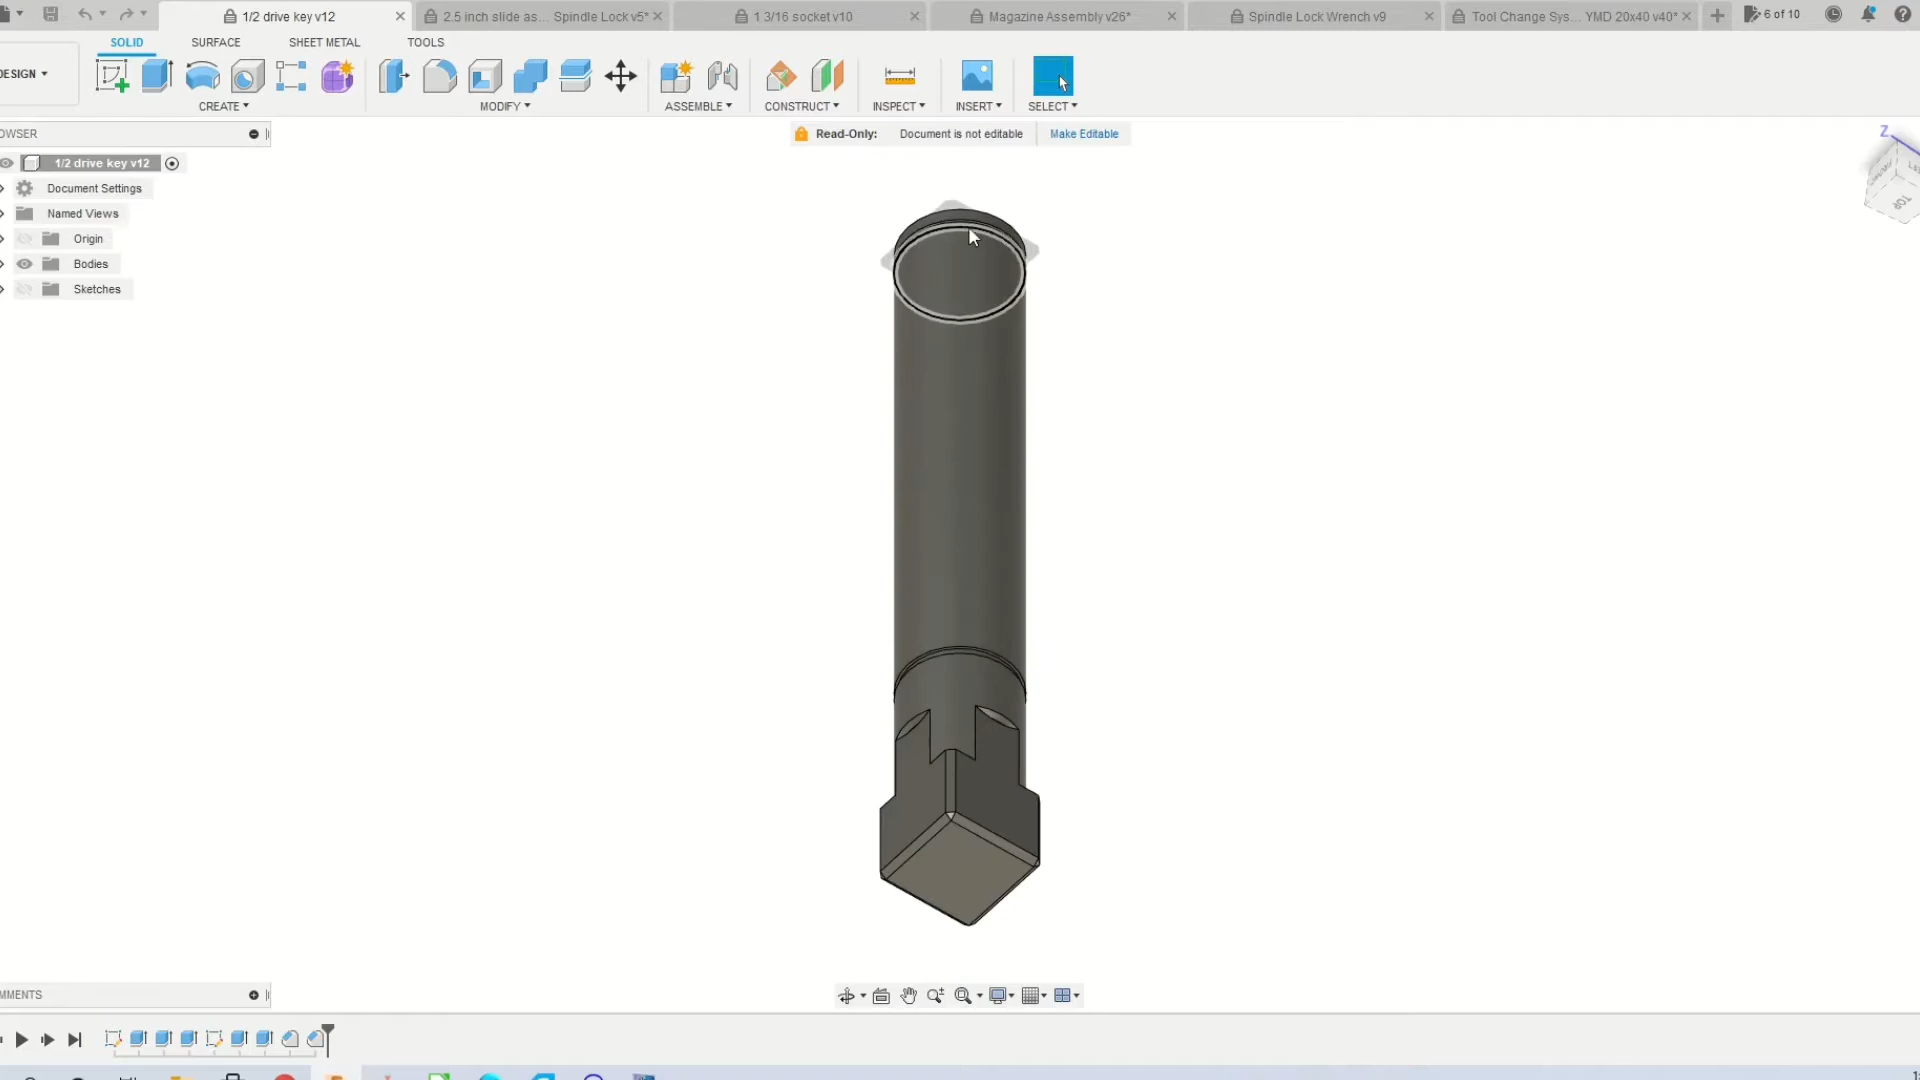 1/2 drive key v12
2.5 inch slide as... Spindle Lock v5*
1 3/16 socket v10
Magazine Assembly v26*
Spindle Lock Wrench v9
Tool Change Sys... YMD 20x40 v40*
6 of 10
SOLID
SURFACE
SHEET METAL
TOOLS
ESIGN
CREATE
MODIFY
ASSEMBLE
CONSTRUCT
INSPECT
INSERT
SELECT
OWSER
Read-Only: Document is not editable Make Editable
Z
1/2 drive key v12
Document Settings
Named Views
Origin
Bodies
Sketches
TOP
MMENTS